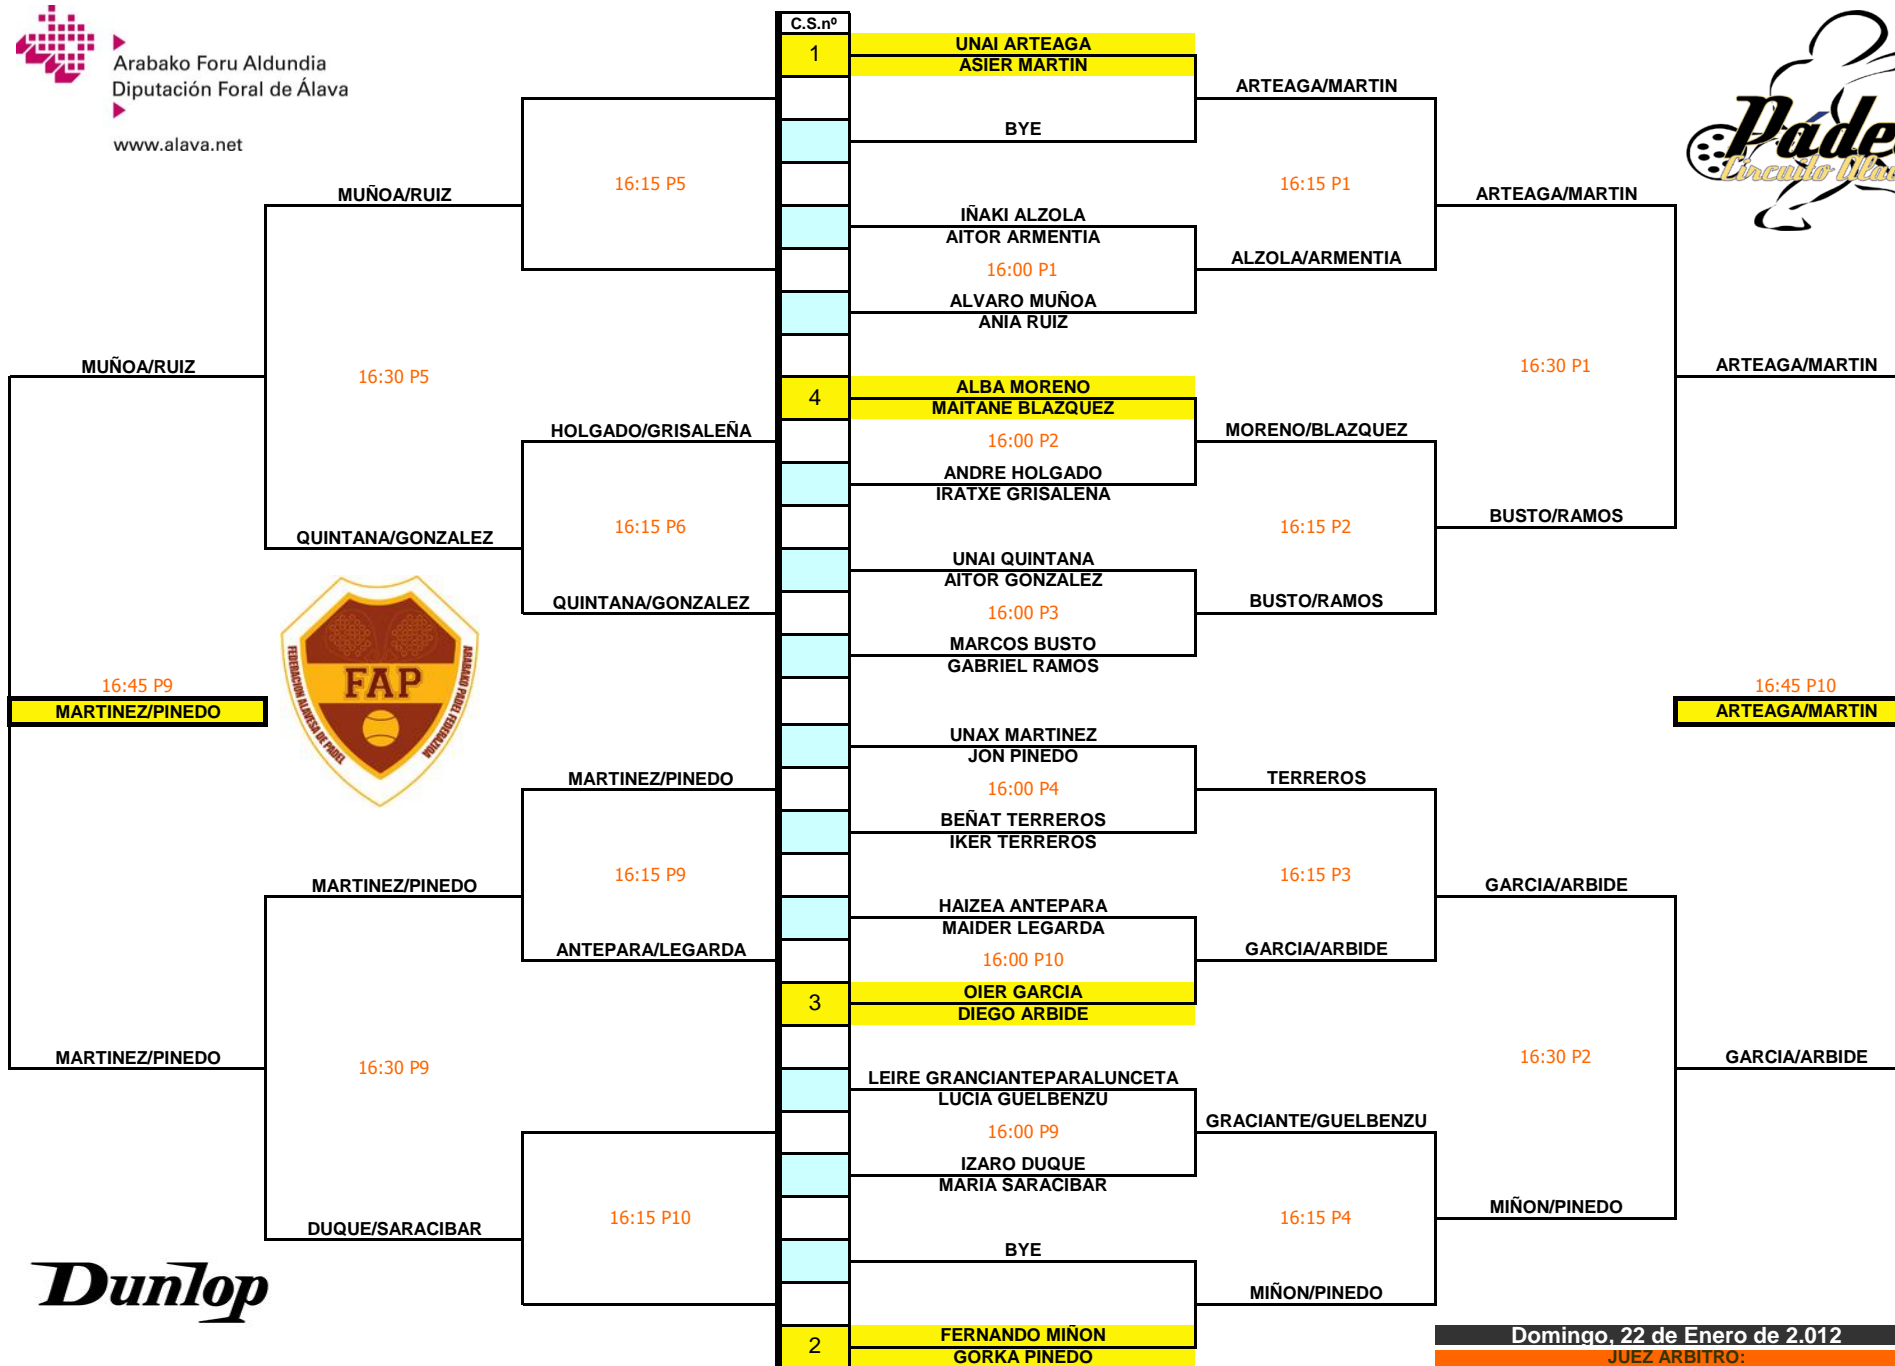 Arabako Foru Aldundia
Diputación Foral de Álava
www.alava.net
C.S.nº
1
UNAI ARTEAGA
ASIER MARTIN
ARTEAGA/MARTIN
BYE
16:15 P5
16:15 P1
MUÑOA/RUIZ
ARTEAGA/MARTIN
IÑAKI ALZOLA
AITOR ARMENTIA
16:00 P1
ALZOLA/ARMENTIA
ALVARO MUÑOA
ANIA RUIZ
MUÑOA/RUIZ
16:30 P5
16:30 P1
ARTEAGA/MARTIN
4
ALBA MORENO
MAITANE BLAZQUEZ
HOLGADO/GRISALEÑA
16:00 P2
MORENO/BLAZQUEZ
ANDRE HOLGADO
IRATXE GRISALEÑA
QUINTANA/GONZALEZ
16:15 P6
16:15 P2
BUSTO/RAMOS
UNAI QUINTANA
AITOR GONZALEZ
QUINTANA/GONZALEZ
16:00 P3
BUSTO/RAMOS
MARCOS BUSTO
GABRIEL RAMOS
FAP
FEDERACION ALAVESA DE PADEL
ARABAKO PADEL FEDERAZIOA
16:45 P9
MARTINEZ/PINEDO
16:45 P10
ARTEAGA/MARTIN
UNAX MARTINEZ
JON PINEDO
MARTINEZ/PINEDO
16:00 P4
TERREROS
BEÑAT TERREROS
IKER TERREROS
MARTINEZ/PINEDO
16:15 P9
16:15 P3
GARCIA/ARBIDE
HAIZEA ANTEPARA
MAIDER LEGARDA
ANTEPARA/LEGARDA
16:00 P10
GARCIA/ARBIDE
3
OIER GARCIA
DIEGO ARBIDE
MARTINEZ/PINEDO
16:30 P9
16:30 P2
GARCIA/ARBIDE
LEIRE GRANCIANTEPARALUNCETA
LUCIA GUELBENZU
16:00 P9
GRACIANTE/GUELBENZU
IZARO DUQUE
MARIA SARACIBAR
DUQUE/SARACIBAR
16:15 P10
16:15 P4
MIÑON/PINEDO
BYE
MIÑON/PINEDO
2
FERNANDO MIÑON
GORKA PINEDO
Dunlop
Domingo, 22 de Enero de 2.012
JUEZ ARBITRO: